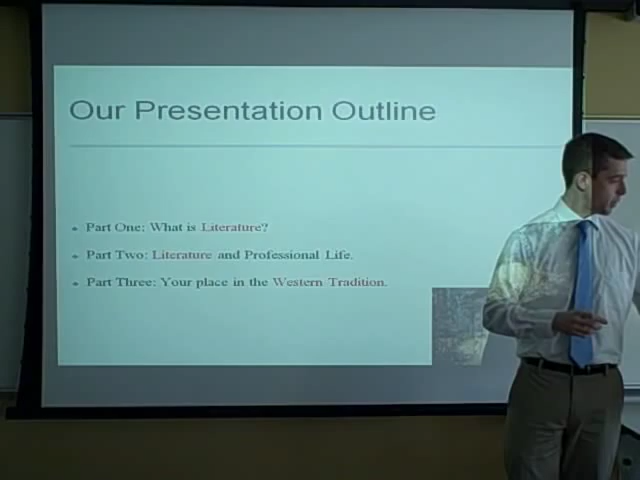 Our Presentation Outline
Part One: What is Literature?
Part Two: Literature and Professional Life.
Part Three: Your place in the Western Tradition.